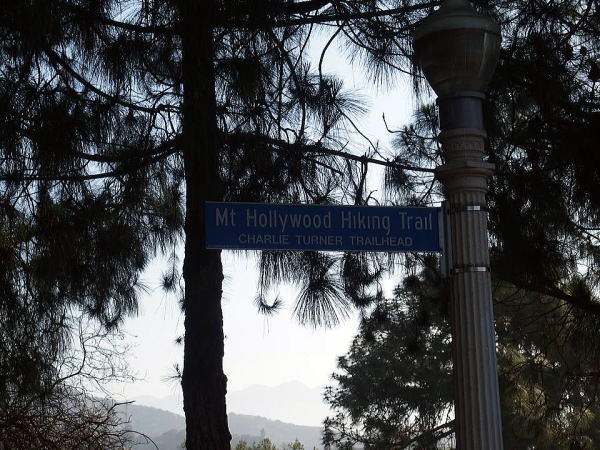 Mt Hollywood Hiking Trail
CHARLIE TURNER TRAILHEAD